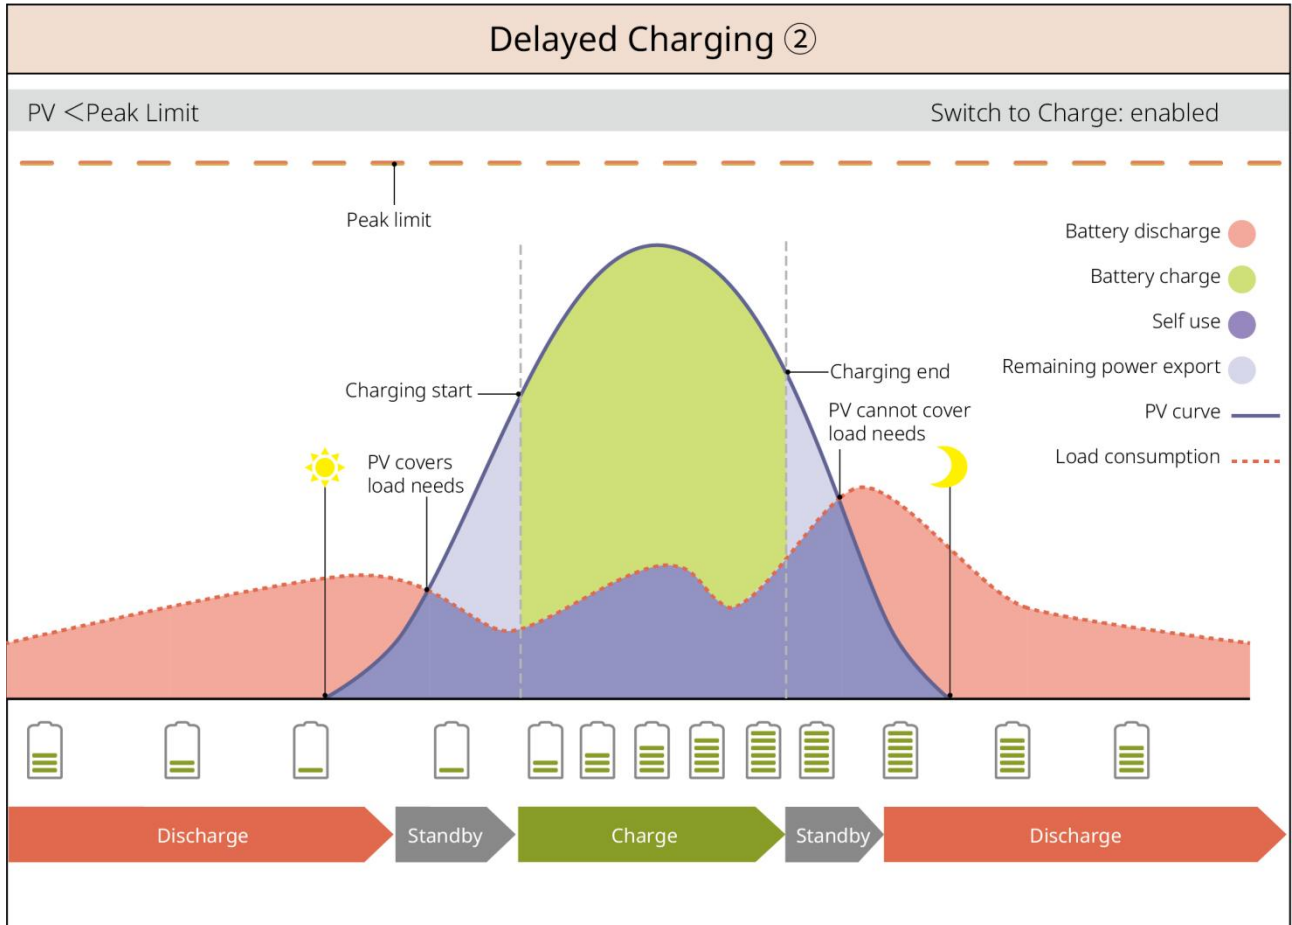 Delayed Charging ②
PV ＜Peak Limit
Switch to Charge: enabled
Peak limit
Battery discharge
Battery charge
Self use
Remaining power export
PV curve
Load consumption
Charging start
Charging end
PV cannot cover
load needs
PV covers
load needs
Discharge
Standby
Charge
Standby
Discharge